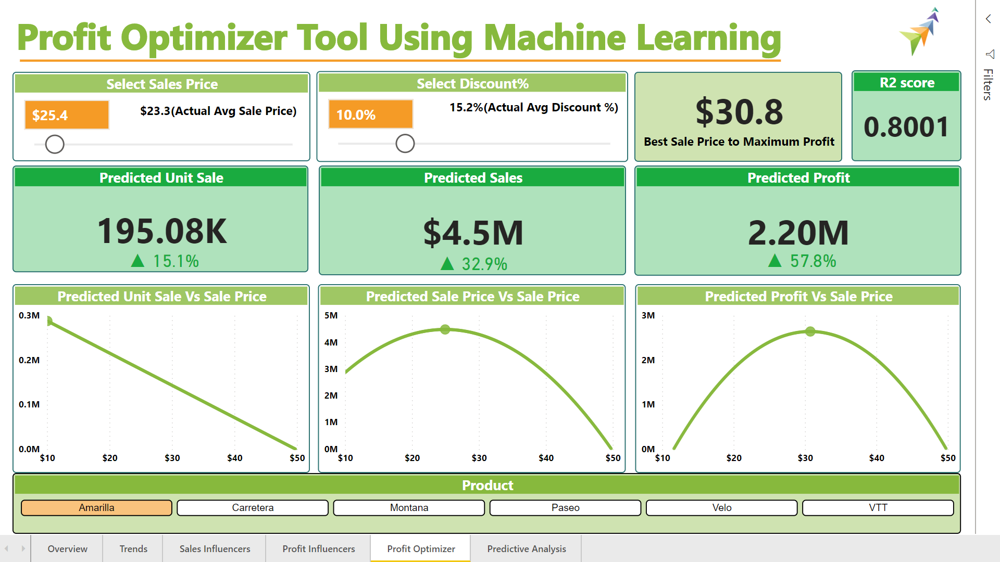 Profit Optimizer Tool Using Machine Learning
Filters
Select Sales Price
$25.4
$23.3(Actual Avg Sale Price)
Select Discount%
10.0%
15.2%(Actual Avg Discount %)
$30.8
Best Sale Price to Maximum Profit
R2 score
0.8001
Predicted Unit Sale
195.08K
▲ 15.1%
Predicted Sales
$4.5M
▲ 32.9%
Predicted Profit
2.20M
▲ 57.8%
Predicted Unit Sale Vs Sale Price
0.3M
0.2M
0.1M
0.0M
$10 $20 $30 $40 $50
Predicted Sale Price Vs Sale Price
5M
4M
3M
2M
1M
0M
$10 $20 $30 $40 $50
Predicted Profit Vs Sale Price
3M
2M
1M
0M
$10 $20 $30 $40 $50
Product
Amarilla Carretera Montana Paseo Velo VTT
Overview Trends Sales Influencers Profit Influencers Profit Optimizer Predictive Analysis